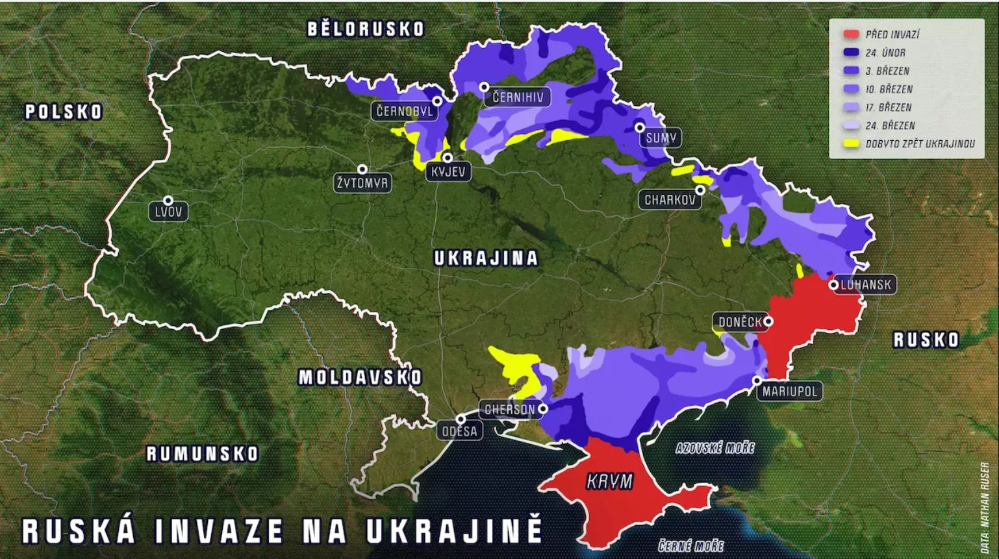 BĚLORUSKO
PŘED INVAZÍ
24. ÚNOR
3. BŘEZEN
10. BŘEZEN
17. BŘEZEN
24. BŘEZEN
DOBYTO ZPĚT UKRAJINOU
POLSKO
ČERNIHIV
ČERNOBYL
SUMY
KYJEV
ŽYTOMYR
CHARKOV
LVOV
UKRAJINA
LUHANSK
DONĚCK
RUSKO
MOLDAVSKO
MARIUPOL
CHERSON
ODESA
AZOVSKÉ MOŘE
RUMUNSKO
KRYM
RUSKÁ INVAZE NA UKRAJINĚ
ČERNÉ MOŘE
DATA: NATHAN RUSER